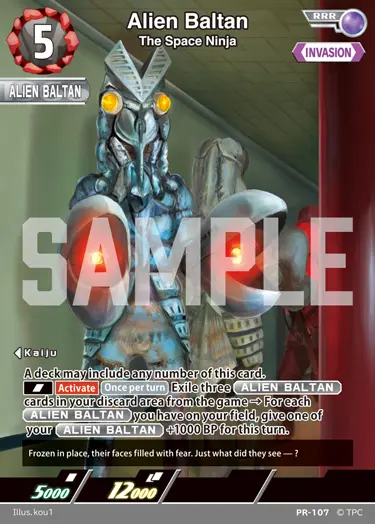 Alien Baltan
The Space Ninja
RRR
5
INVASION
ALIEN BALTAN
SAMPLE
Kaiju
A deck may include any number of this card.
Activate Once per turn Exile three ALIEN BALTAN
cards in your discard area from the game → For each
ALIEN BALTAN you have on your field, give one of
your ALIEN BALTAN +1000 BP for this turn.
Frozen in place, their faces filled with fear. Just what did they see — ?
5000 12000
Illus.kou1 PR-107 © TPC